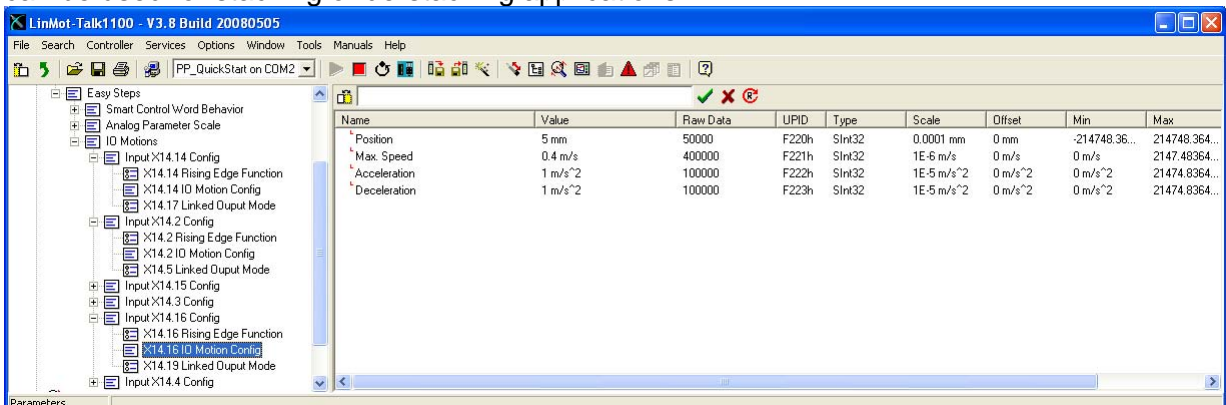 LinMot-Talk1100 - V3.8 Build 20080505
File Search Controller Services Options Window Tools Manuals Help
PP_QuickStart on COM2
Easy Steps
Smart Control Word Behavior
Analog Parameter Scale
IO Motions
Input X14.14 Config
X14.14 Rising Edge Function
X14.14 IO Motion Config
X14.17 Linked Ouput Mode
Input X14.2 Config
X14.2 Rising Edge Function
X14.2 IO Motion Config
X14.5 Linked Ouput Mode
Input X14.15 Config
Input X14.3 Config
Input X14.16 Config
X14.16 Rising Edge Function
X14.16 IO Motion Config
X14.19 Linked Ouput Mode
Input X14.4 Config
Name Value Raw Data UPID Type Scale Offset Min Max
Position 5 mm 50000 F220h SInt32 0.0001 mm 0 mm -214748.36... 214748.364...
Max. Speed 0.4 m/s 400000 F221h SInt32 1E-6 m/s 0 m/s 0 m/s 2147.48364...
Acceleration 1 m/s^2 100000 F222h SInt32 1E-5 m/s^2 0 m/s^2 0 m/s^2 21474.8364...
Deceleration 1 m/s^2 100000 F223h SInt32 1E-5 m/s^2 0 m/s^2 0 m/s^2 21474.8364...
Parameters